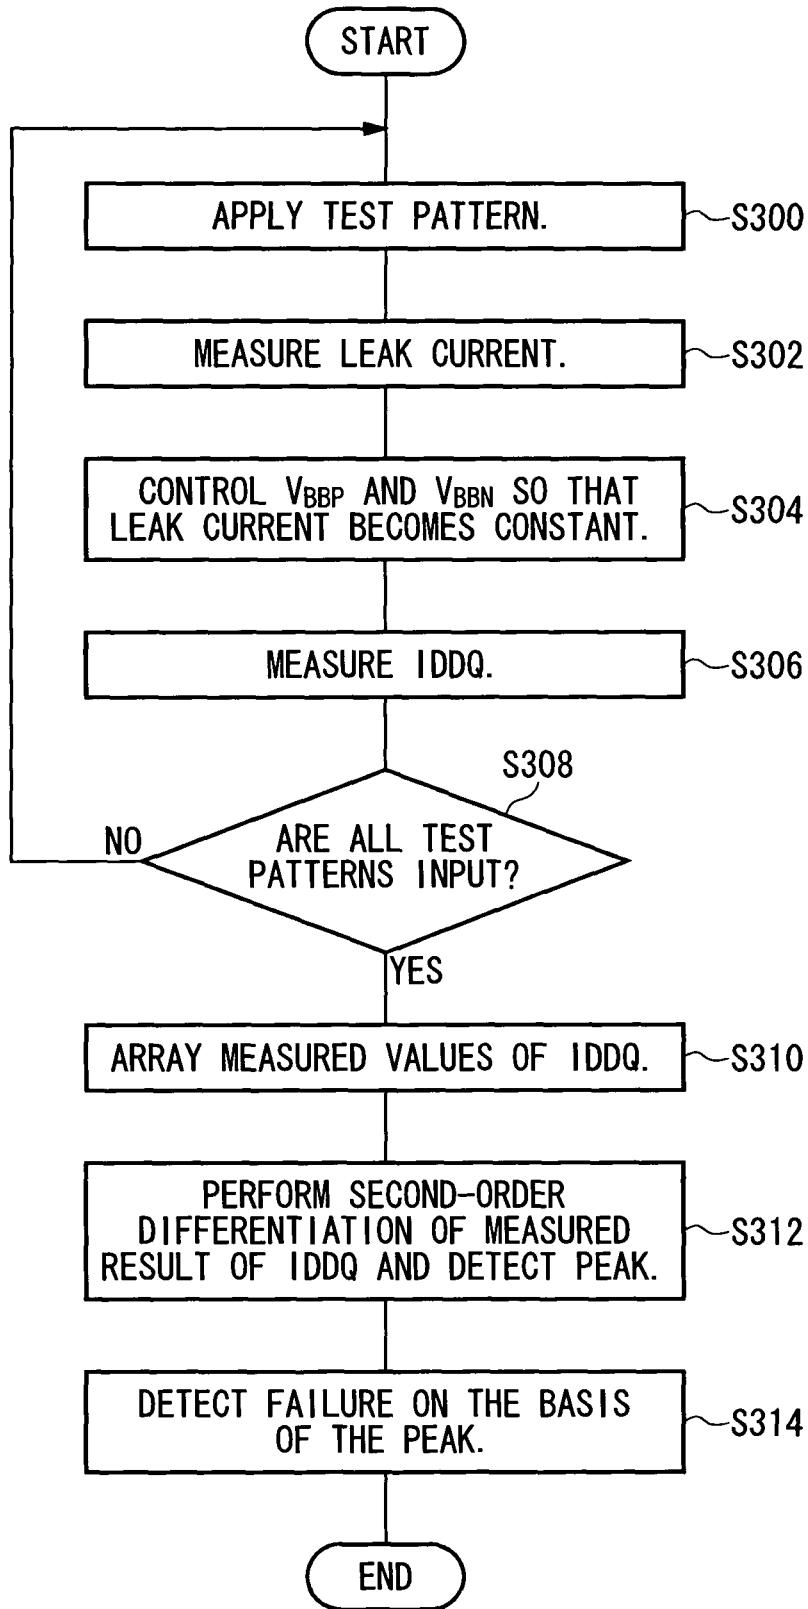 START
APPLY TEST PATTERN.
S300
MEASURE LEAK CURRENT.
S302
CONTROL VBBP AND VBBN SO THAT
LEAK CURRENT BECOMES CONSTANT.
S304
MEASURE IDDQ.
S306
S308
NO
ARE ALL TEST
PATTERNS INPUT?
YES
ARRAY MEASURED VALUES OF IDDQ.
S310
PERFORM SECOND-ORDER
DIFFERENTIATION OF MEASURED
RESULT OF IDDQ AND DETECT PEAK.
S312
DETECT FAILURE ON THE BASIS
OF THE PEAK.
S314
END